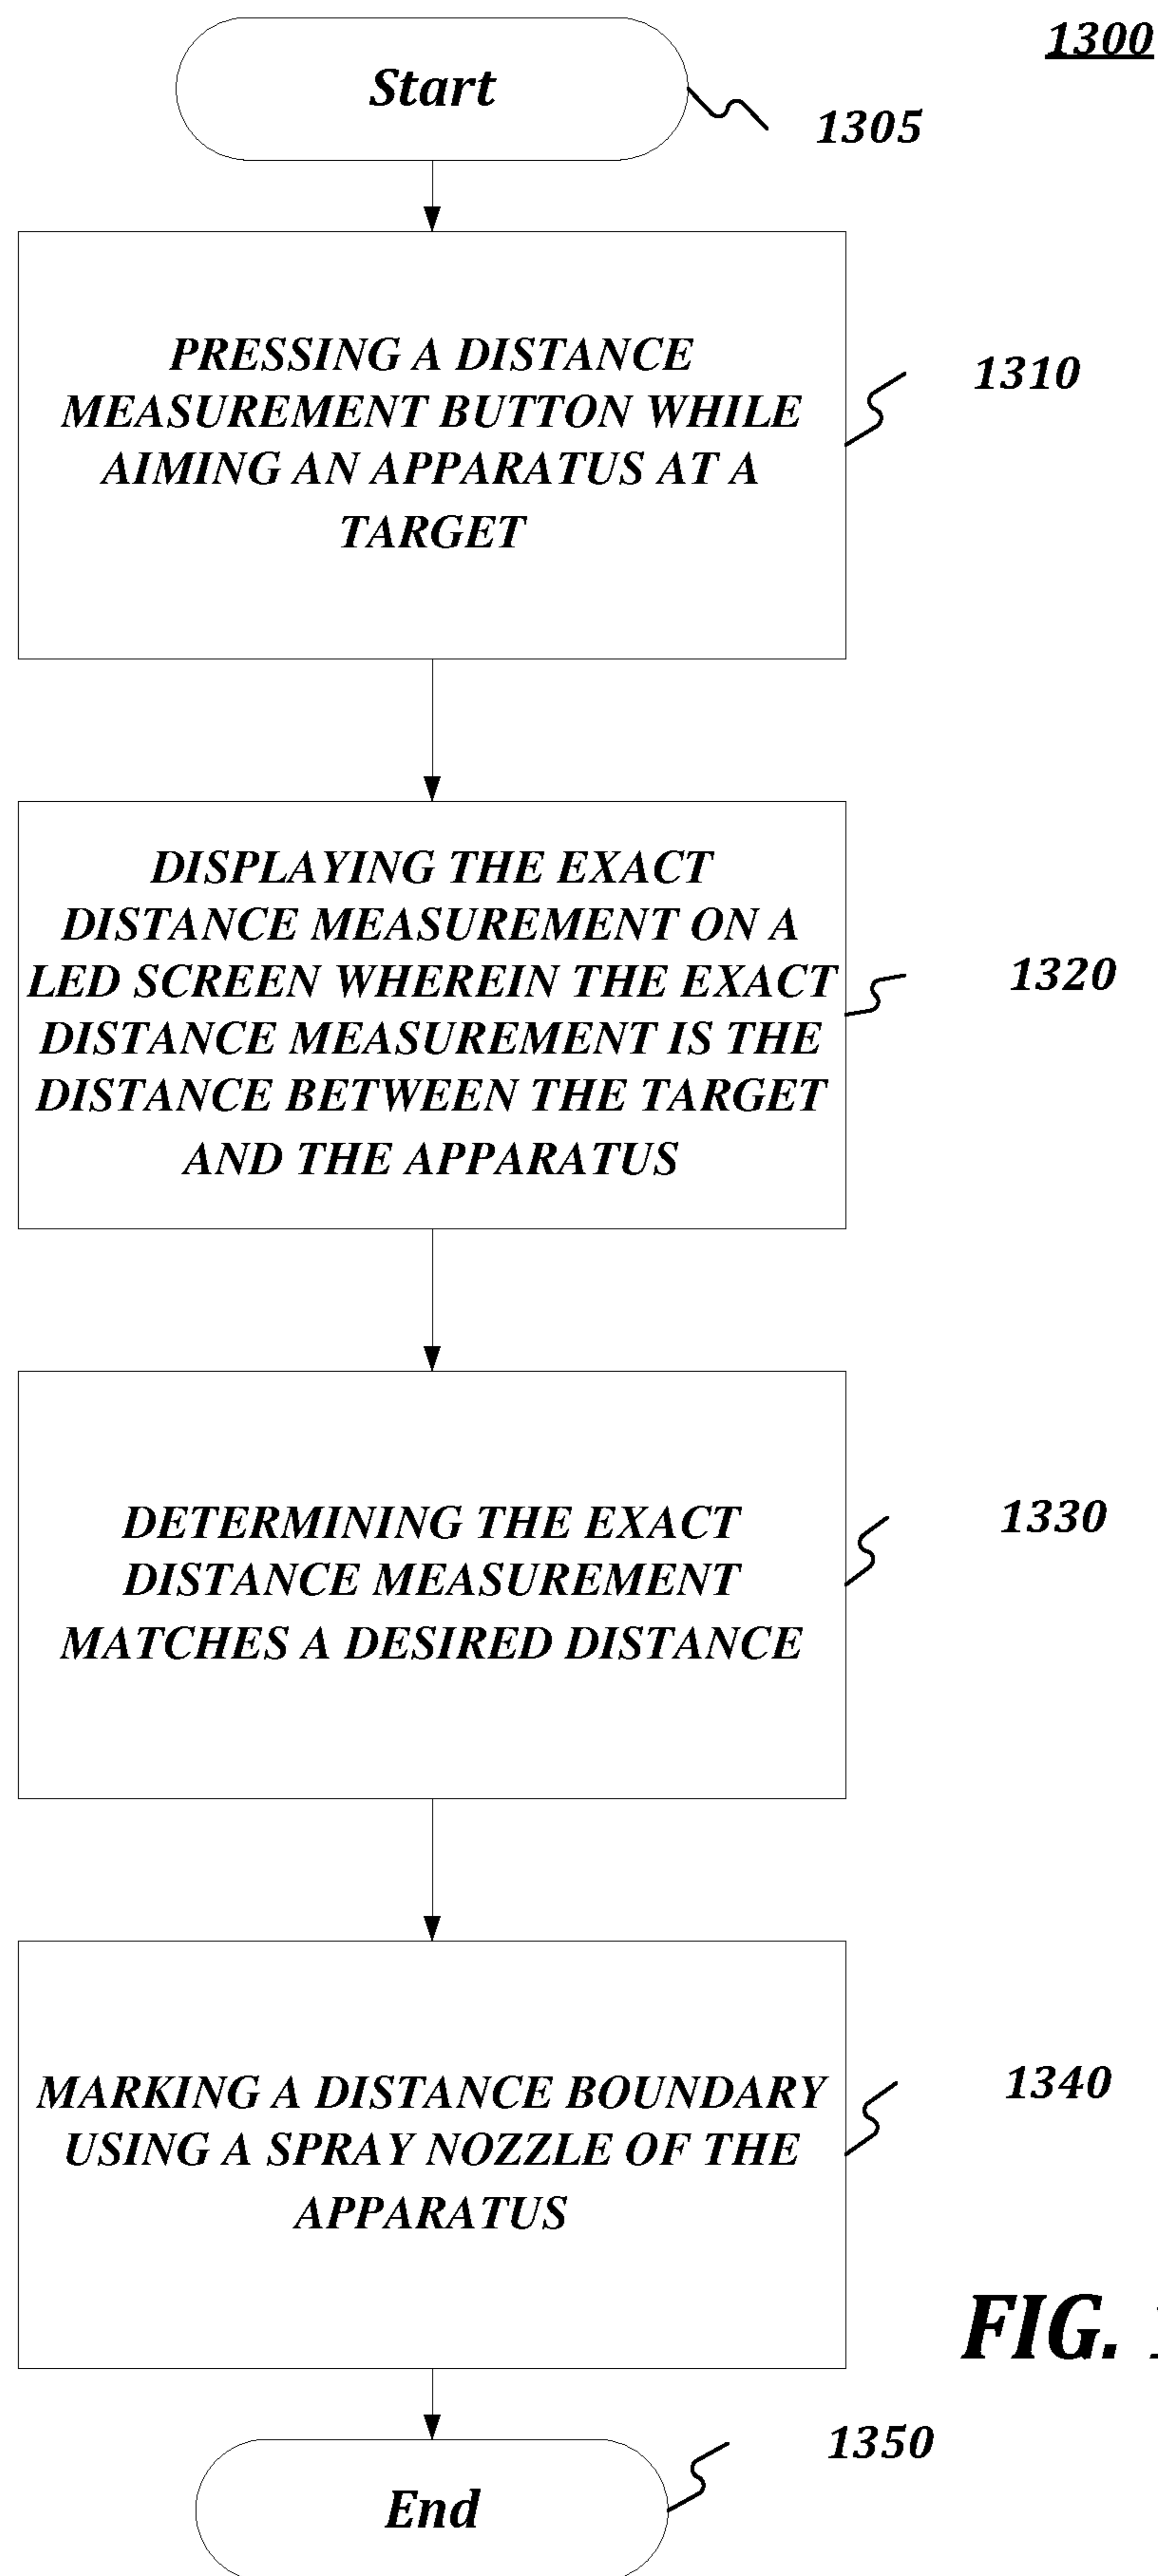 1300
Start
1305
PRESSING A DISTANCE
MEASUREMENT BUTTON WHILE
AIMING AN APPARATUS AT A
TARGET
1310
DISPLAYING THE EXACT
DISTANCE MEASUREMENT ON A
LED SCREEN WHEREIN THE EXACT
DISTANCE MEASUREMENT IS THE
DISTANCE BETWEEN THE TARGET
AND THE APPARATUS
1320
DETERMINING THE EXACT
DISTANCE MEASUREMENT
MATCHES A DESIRED DISTANCE
1330
MARKING A DISTANCE BOUNDARY
USING A SPRAY NOZZLE OF THE
APPARATUS
1340
FIG.
1350
End